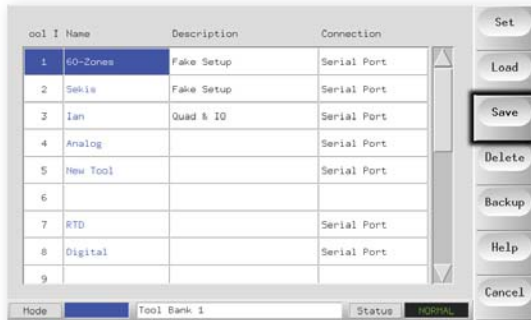 ool I Name Description Connection
1 60-Zones Fake Setup Serial Port
2 Sekis Fake Setup Serial Port
3 Ian Quad & IO Serial Port
4 Analog Serial Port
5 New Tool Serial Port
6
7 RTD Serial Port
8 Digital Serial Port
9
Mode Tool Bank 1 Status NORMAL
Set
Load
Save
Delete
Backup
Help
Cancel